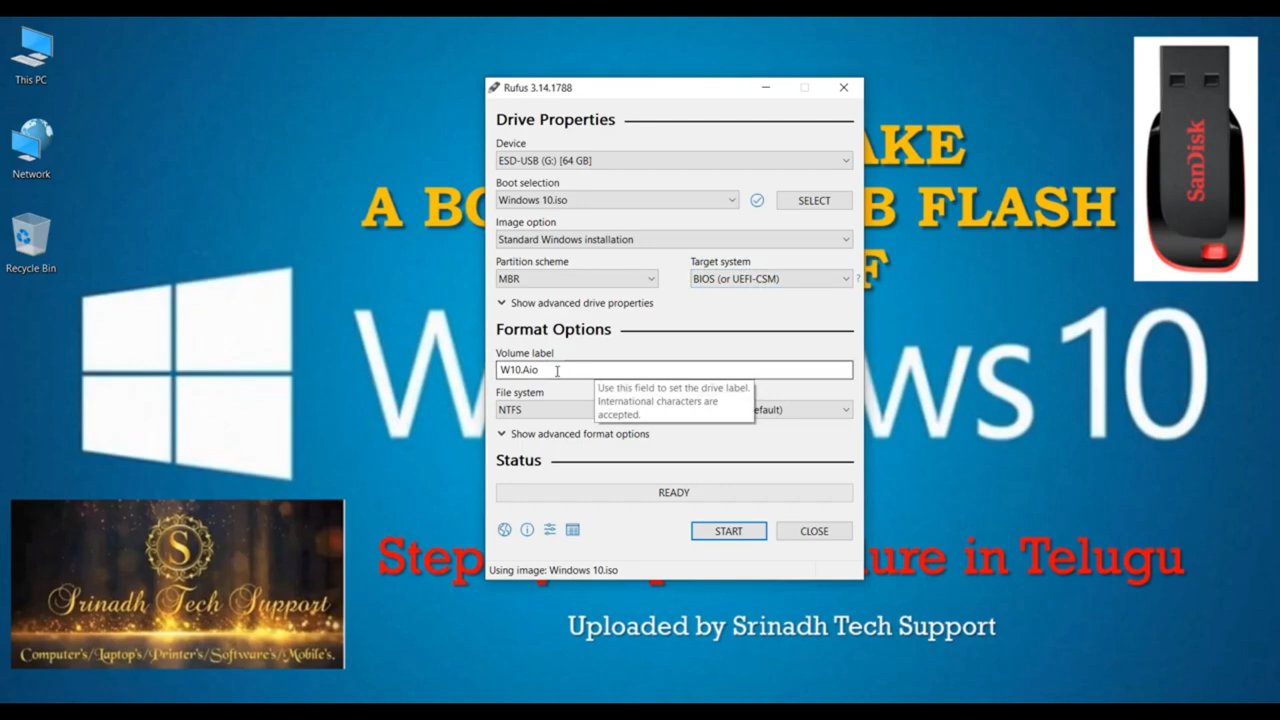 This PC
Network
Recycle Bin
AKE
A BO
B FLASH
F
W
ws 10
Step
ure in Telugu
Uploaded by Srinadh Tech Support
SanDisk
S
Srinadh Tech Support
Computer's/Laptop's/Printer's/Software's/Mobile's.
Rufus 3.14.1788
Drive Properties
Device
ESD-USB (G:) [64 GB]
Boot selection
Windows 10.iso
SELECT
Image option
Standard Windows installation
Partition scheme
Target system
MBR
BIOS (or UEFI-CSM)
?
Show advanced drive properties
Format Options
Volume label
W10.Aio
Use this field to set the drive label.
International characters are
accepted.
File system
NTFS
efault)
Show advanced format options
Status
READY
START
CLOSE
Using image: Windows 10.iso